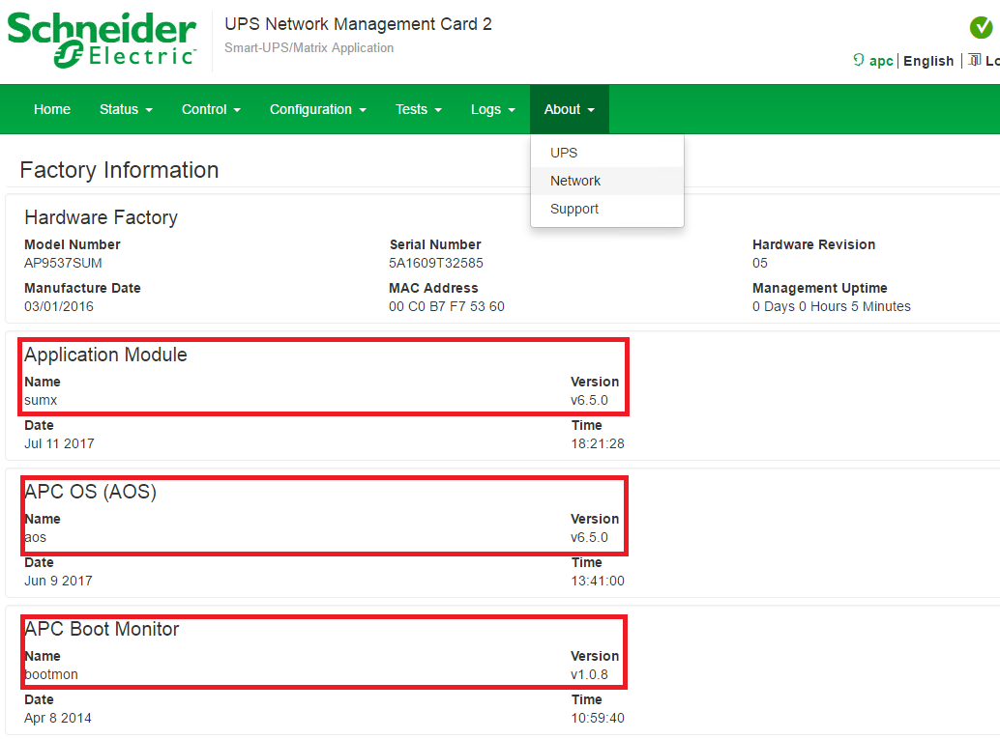 Schneider Electric
UPS Network Management Card 2
Smart-UPS/Matrix Application
apc | English | Lo
Home Status Control Configuration Tests Logs About
UPS
Network
Support
Factory Information
Hardware Factory
Model Number Serial Number Hardware Revision
AP9537SUM 5A1609T32585 05
Manufacture Date MAC Address Management Uptime
03/01/2016 00 C0 B7 F7 53 60 0 Days 0 Hours 5 Minutes
Application Module
Name Version
sumx v6.5.0
Date Time
Jul 11 2017 18:21:28
APC OS (AOS)
Name Version
aos v6.5.0
Date Time
Jun 9 2017 13:41:00
APC Boot Monitor
Name Version
bootmon v1.0.8
Date Time
Apr 8 2014 10:59:40